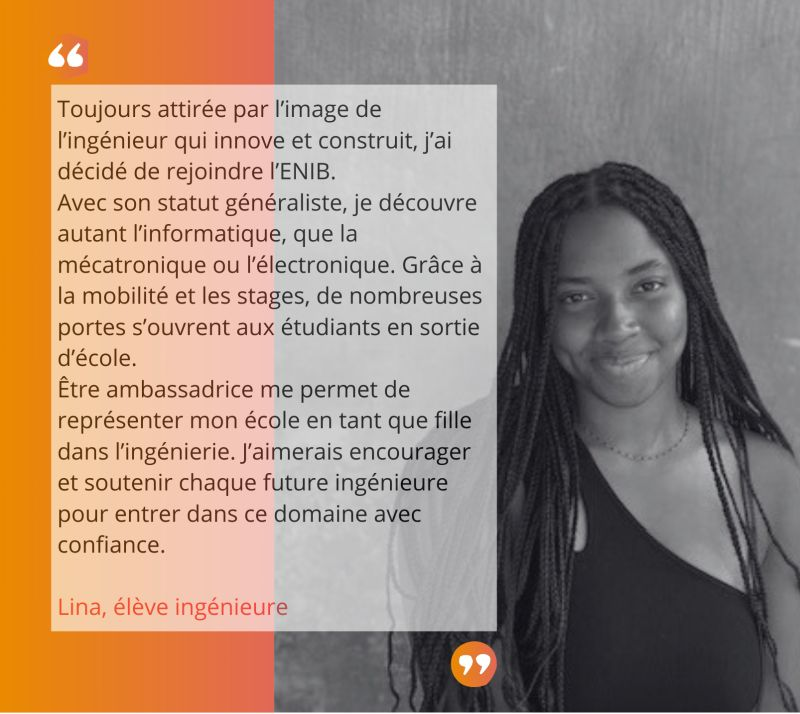 Toujours attirée par l'image de
l'ingénieur qui innove et construit, j'ai
décidé de rejoindre l'ENIB.
Avec son statut généraliste, je découvre
autant l'informatique, que la
mécatronique ou l'électronique. Grâce à
la mobilité et les stages, de nombreuses
portes s'ouvrent aux étudiants en sortie
d'école.
Être ambassadrice me permet de
représenter mon école en tant que fille
dans l'ingénierie. J'aimerais encourager
et soutenir chaque future ingénieure
pour entrer dans ce domaine avec
confiance.
Lina, élève ingénieure